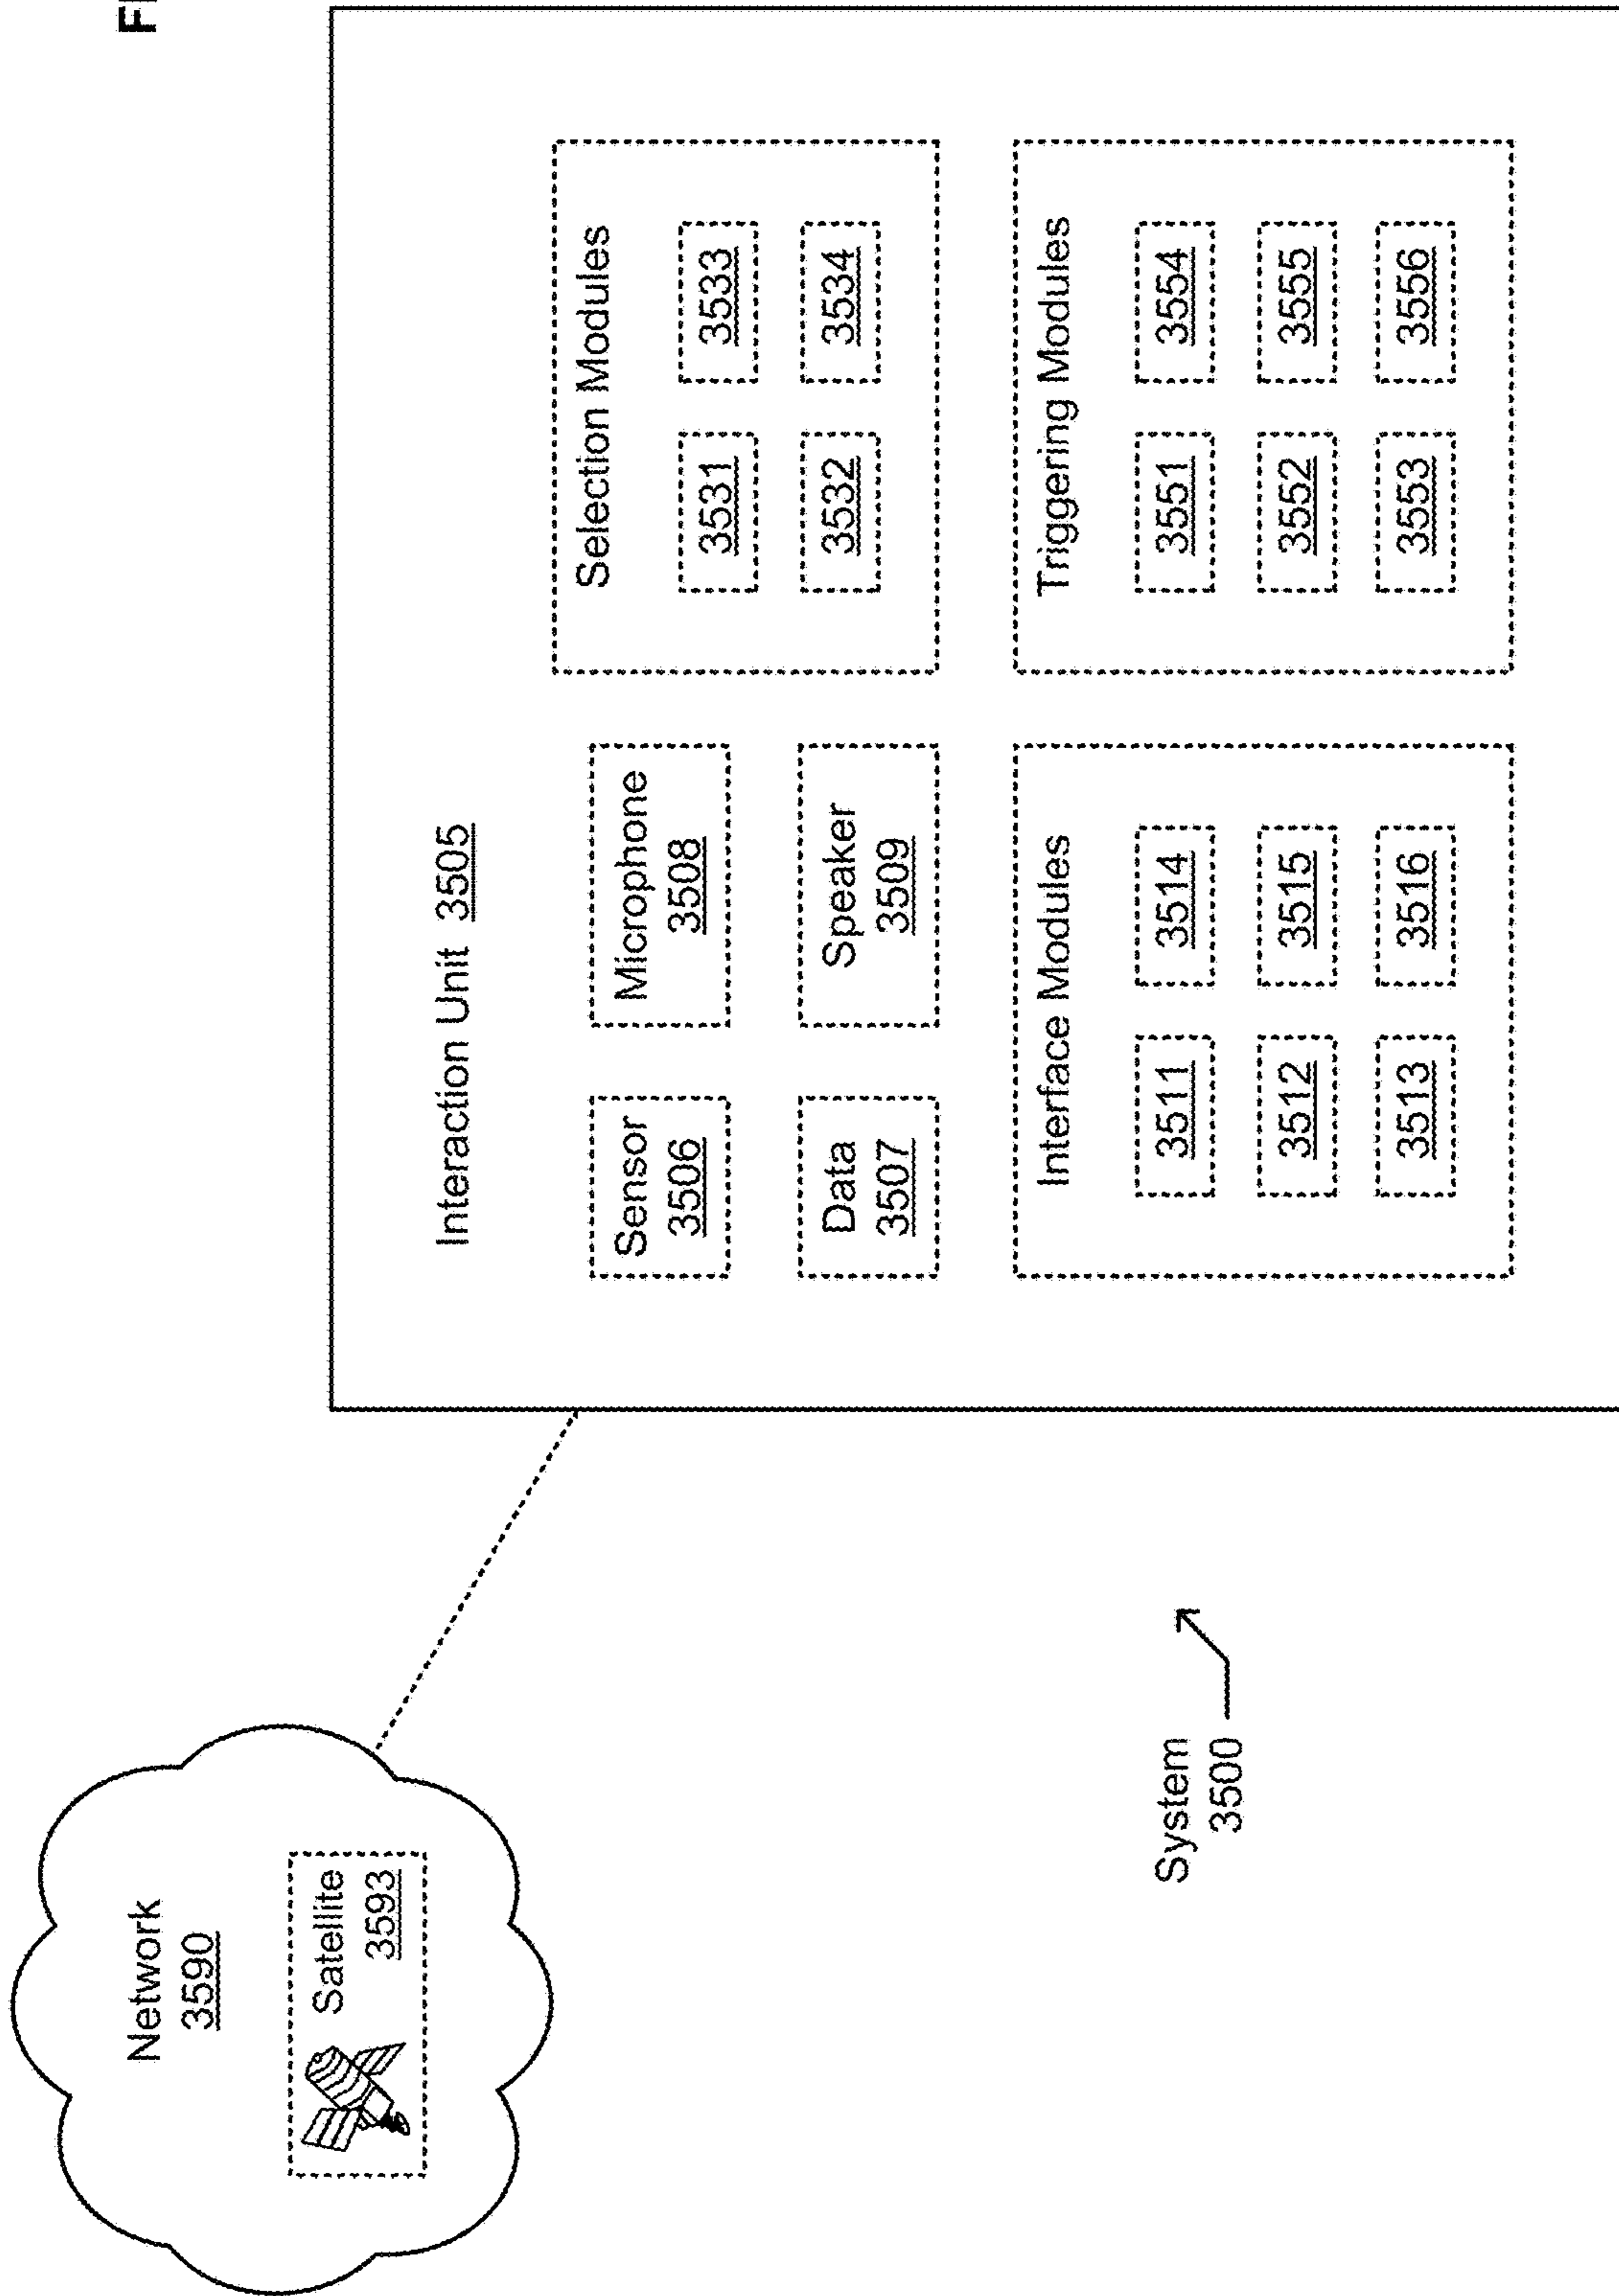 Network
3590
Satellite
3593
System
3500
Interaction Unit 3505
Sensor
3506
Microphone
3508
Data
3507
Speaker
3509
Selection Modules
3531
3533
3532
3534
Interface Modules
3511
3514
3512
3515
3513
3516
Triggering Modules
3551
3554
3552
3555
3553
3556